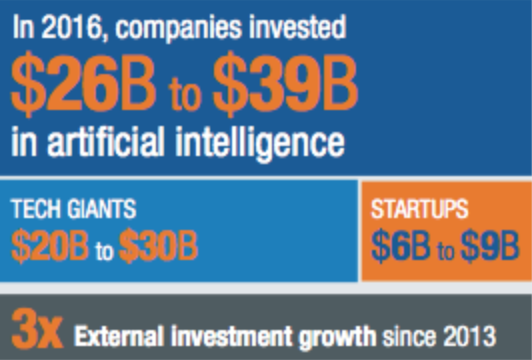 In 2016, companies invested
$26B to $39B
in artificial intelligence
TECH GIANTS
$20B to $30B
STARTUPS
$6B to $9B
3x External investment growth since 2013